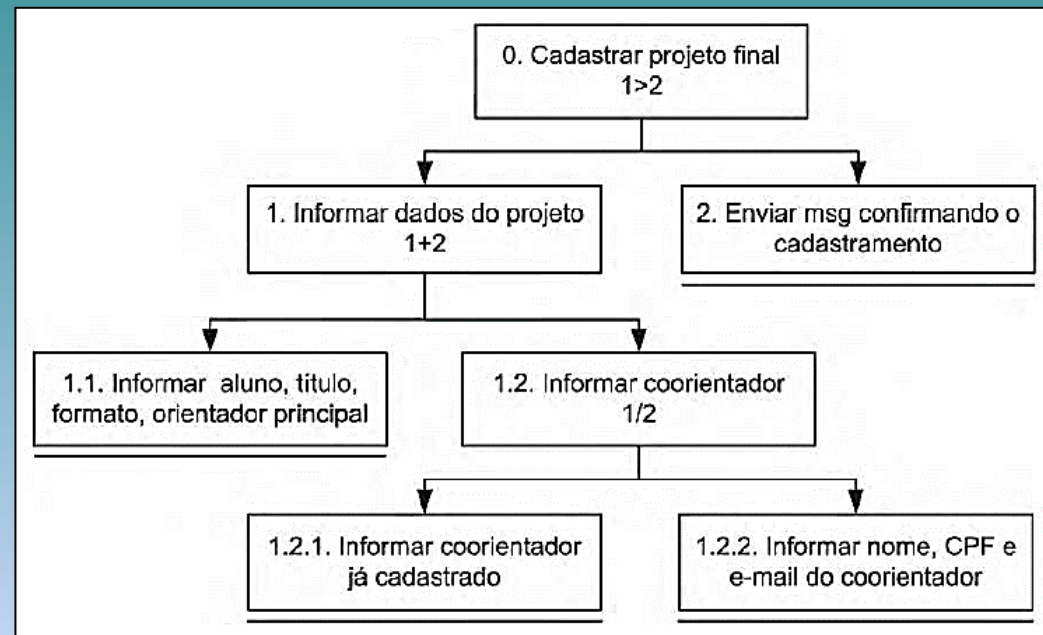 0. Cadastrar projeto final
1>2
1. Informar dados do projeto
1+2
2. Enviar msg confirmando o
cadastramento
1.1. Informar aluno, título,
formato, orientador principal
1.2. Informar coorientador
1/2
1.2.1. Informar coorientador
já cadastrado
1.2.2. Informar nome, CPF e
e-mail do coorientador